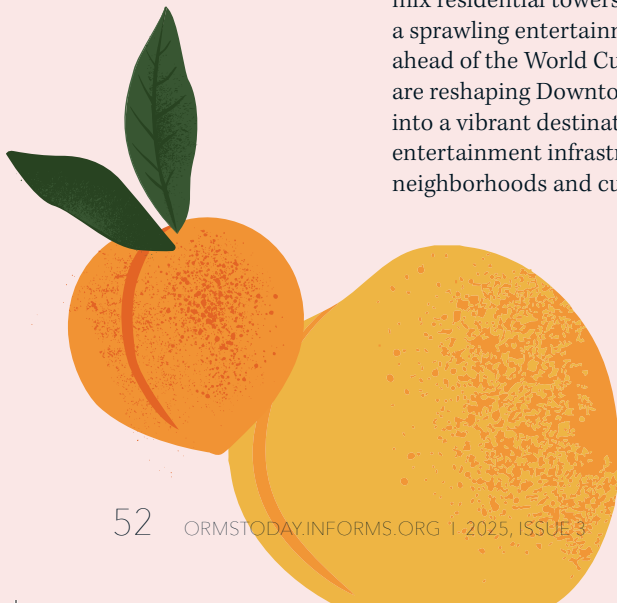 mix residential towers
a sprawling entertain
ahead of the World Cu
are reshaping Downto
into a vibrant destinat
entertainment infrastr
neighborhoods and cu
52 ORMSTODAY.INFORMS.ORG | 2025, ISSUE 3